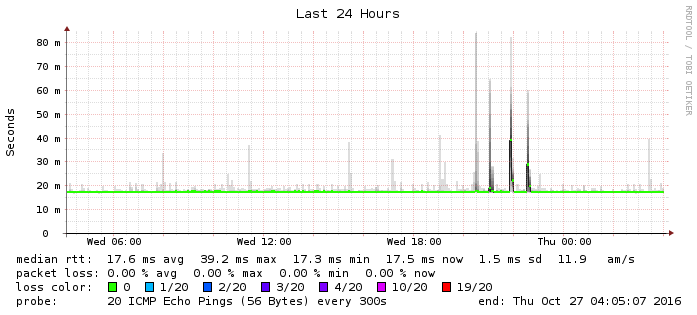 Last 24 Hours
RRDTOOL / TOBI OETIKER
Seconds
80 m
70 m
60 m
50 m
40 m
30 m
20 m
10 m
0
Wed 06:00 Wed 12:00 Wed 18:00 Thu 00:00
median rtt: 17.6 ms avg 39.2 ms max 17.3 ms min 17.5 ms now 1.5 ms sd 11.9 am/s
packet loss: 0.00 % avg 0.00 % max 0.00 % min 0.00 % now
loss color: 0 1/20 2/20 3/20 4/20 10/20 19/20
probe: 20 ICMP Echo Pings (56 Bytes) every 300s end: Thu Oct 27 04:05:07 2016